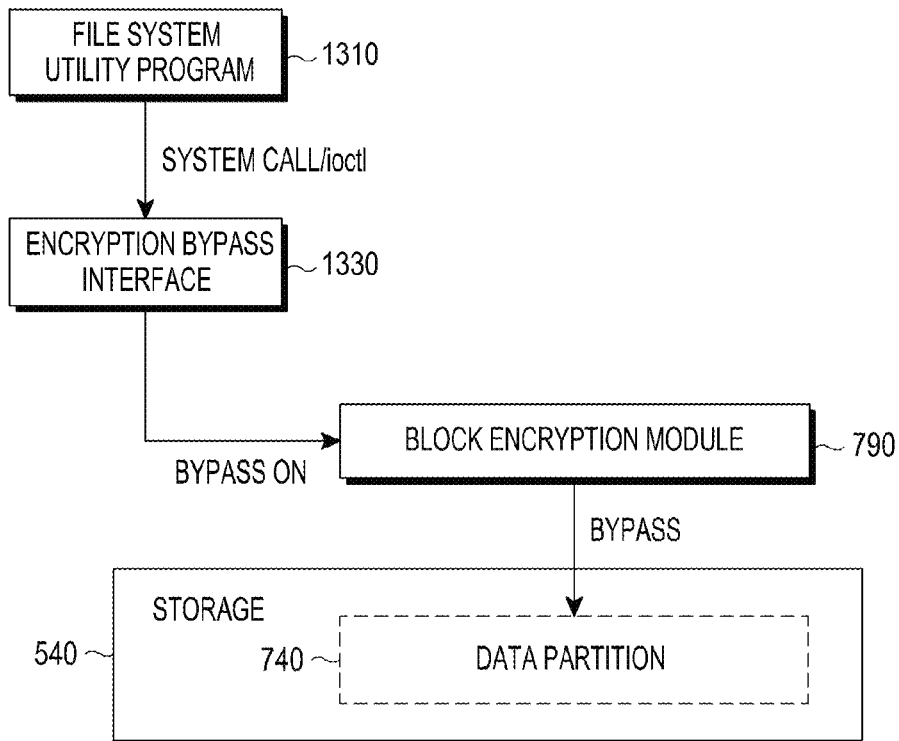 FILE SYSTEM
UTILITY PROGRAM
1310
SYSTEM CALL/ioctl
ENCRYPTION BYPASS
INTERFACE
1330
BLOCK ENCRYPTION MODULE
790
BYPASS ON
BYPASS
STORAGE
540
740
DATA PARTITION